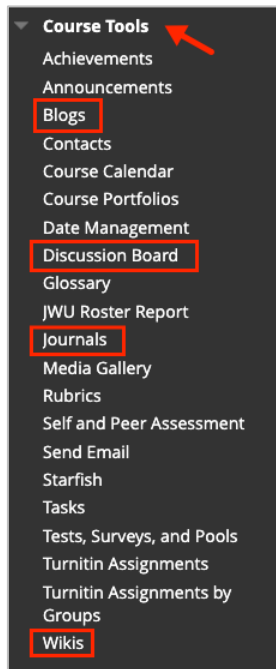 Course Tools
Achievements
Announcements
Blogs
Contacts
Course Calendar
Course Portfolios
Date Management
Discussion Board
Glossary
JWU Roster Report
Journals
Media Gallery
Rubrics
Self and Peer Assessment
Send Email
Starfish
Tasks
Tests, Surveys, and Pools
Turnitin Assignments
Turnitin Assignments by
Groups
Wikis